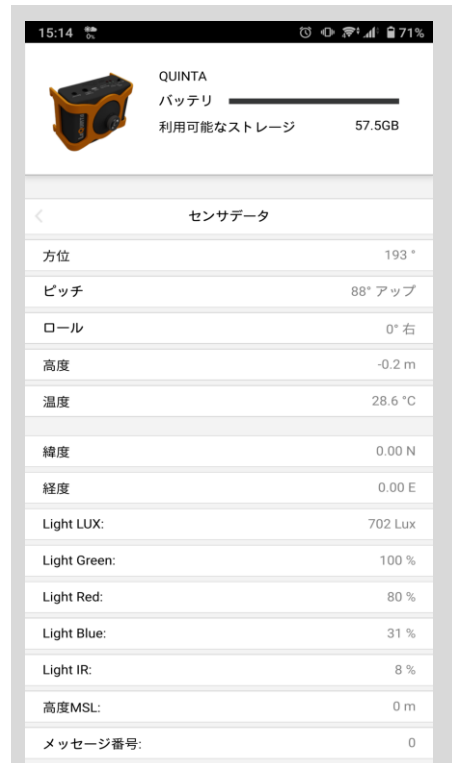 15:14 0% 71%
QUINTA
バッテリ
利用可能なストレージ 57.5GB
センサデータ
方位 193 °
ピッチ 88° アップ
ロール 0° 右
高度 -0.2 m
温度 28.6 °C
緯度 0.00 N
経度 0.00 E
Light LUX: 702 Lux
Light Green: 100 %
Light Red: 80 %
Light Blue: 31 %
Light IR: 8 %
高度MSL: 0 m
メッセージ番号: 0